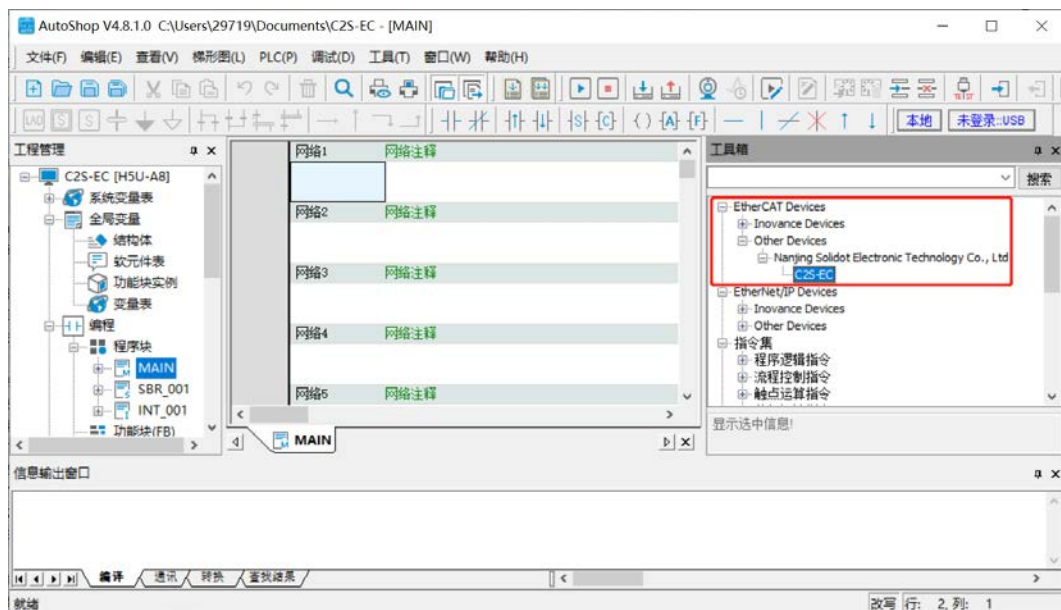 AutoShop V4.8.1.0 C:\Users\29719\Documents\C2S-EC - [MAIN]
文件(F) 编辑(E) 查看(V) 梯形图(L) PLC(P) 调试(D) 工具(T) 窗口(W) 帮助(H)
本地 未登录::USB
工程管理
C2S-EC [H5U-A8]
系统变量表
全局变量
结构体
软元件表
功能块实例
变量表
编程
程序块
MAIN
SBR_001
INT_001
功能块(FB)
网络1 网络注释
网络2 网络注释
网络3 网络注释
网络4 网络注释
网络5 网络注释
MAIN
工具箱
搜索
EtherCAT Devices
Inovance Devices
Other Devices
Nanjing Solidot Electronic Technology Co., Ltd
C2S-EC
EtherNet/IP Devices
Inovance Devices
Other Devices
指令集
程序逻辑指令
流程控制指令
触点运算指令
显示选中信息!
信息输出窗口
编译 通讯 转换 查找结果
就绪
改写 行: 2, 列: 1